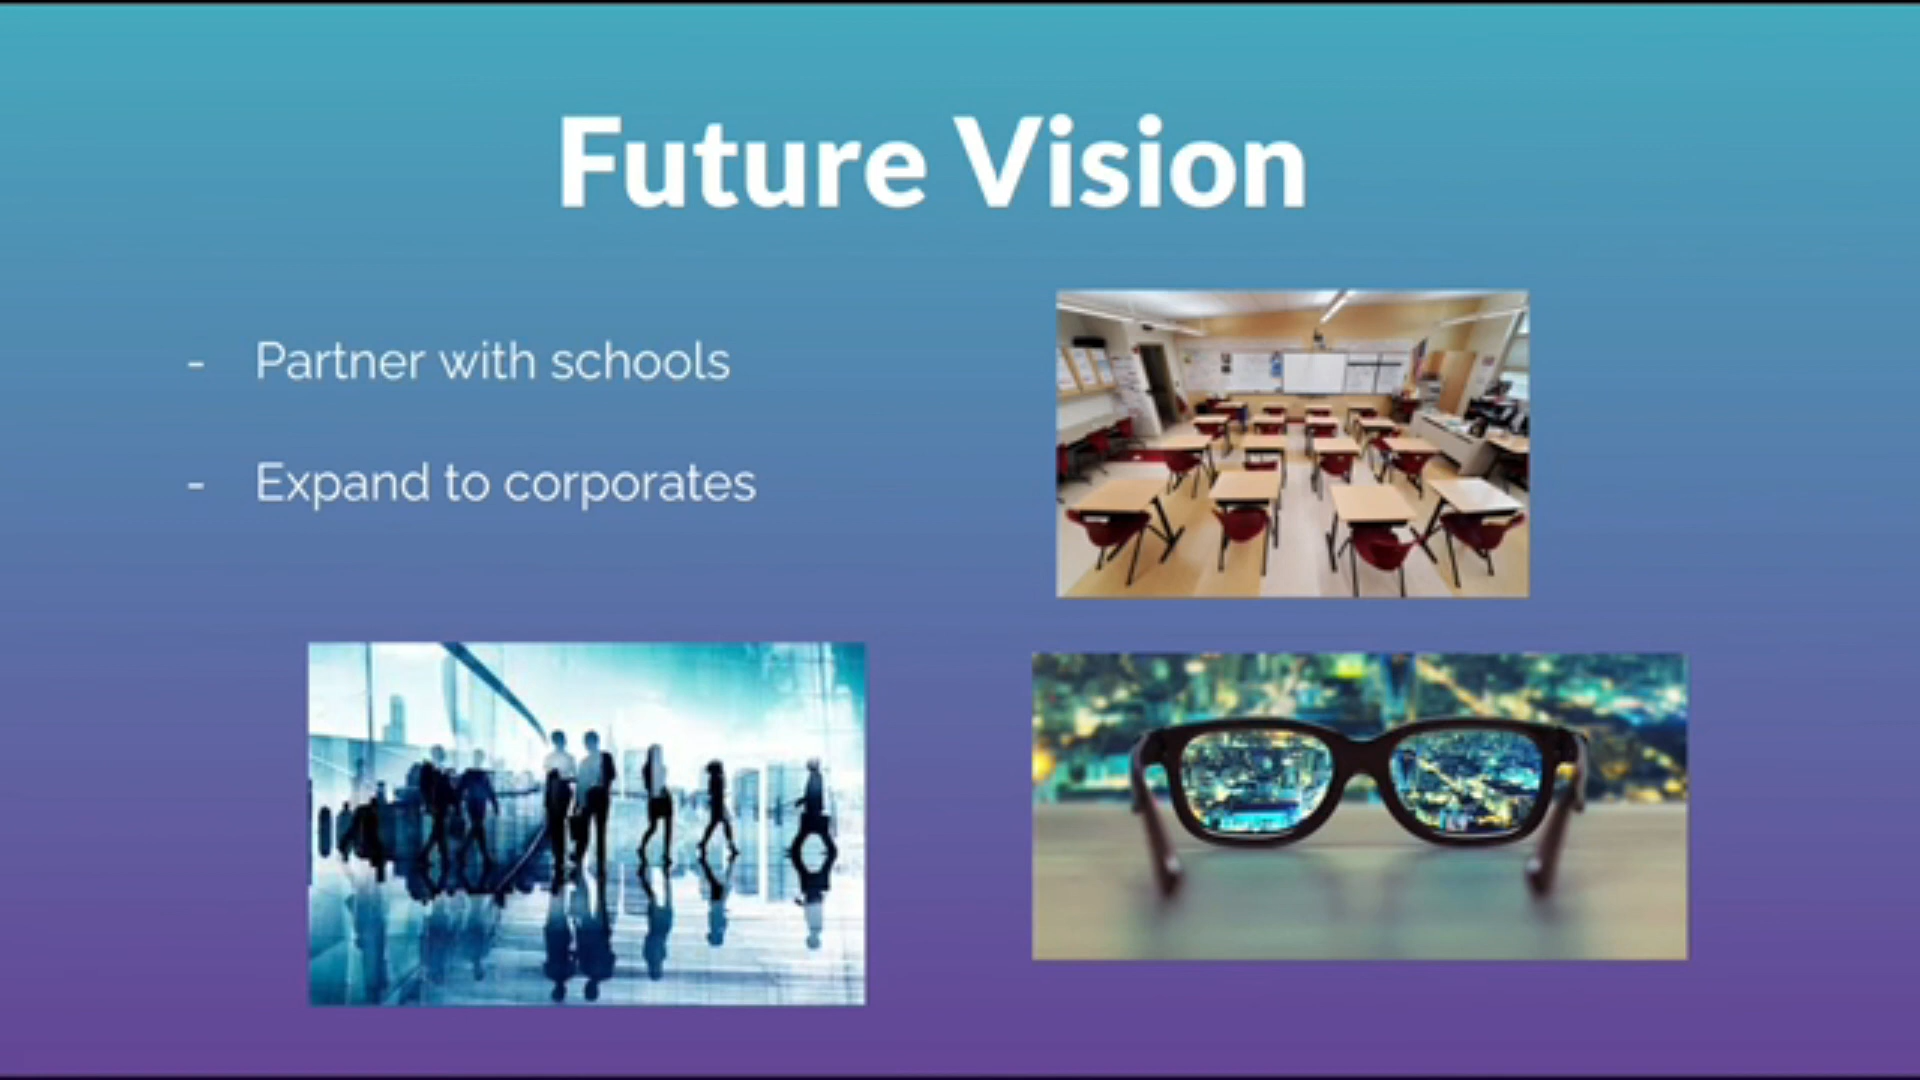 Future Vision
- Partner with schools
- Expand to corporates